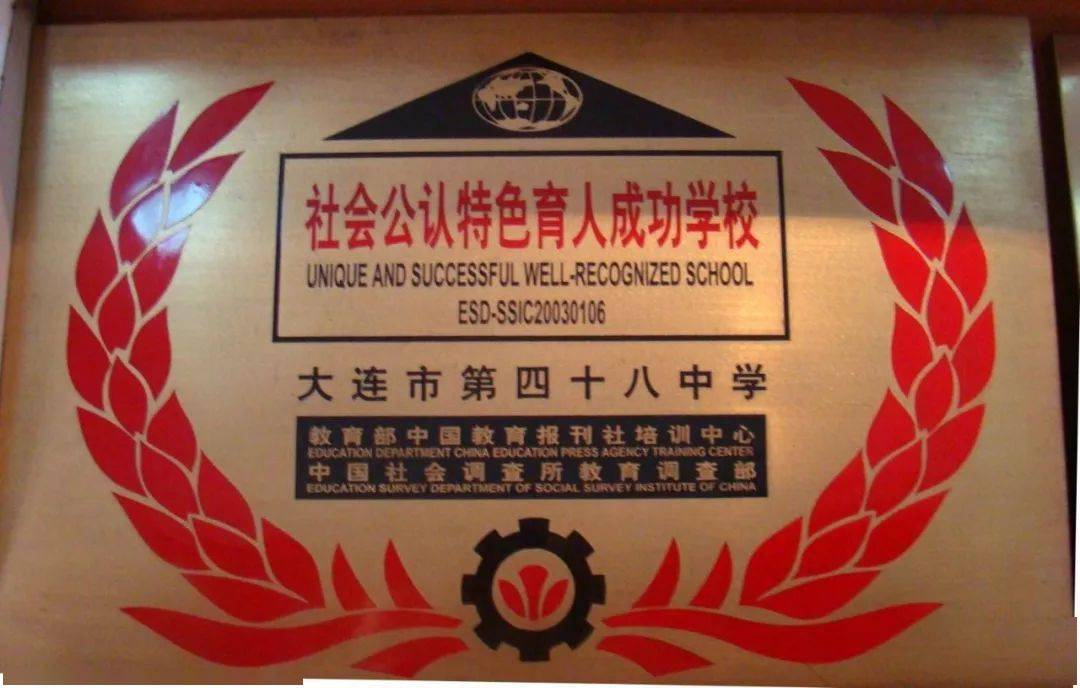 社会公认特色育人成功学校
UNIQUE AND SUCCESSFUL WELL-RECOGNIZED SCHOOL
ESD-SSIC20030106
大连市第四十八中学
教育部中国教育报刊社培训中心
EDUCATION DEPARTMENT CHINA EDUCATION PRESS AGENCY TRAINING CENTER
中国社会调查所教育调查部
EDUCATION SURVEY DEPARTMENT OF SOCIAL SURVEY INSTITUTE OF CHINA